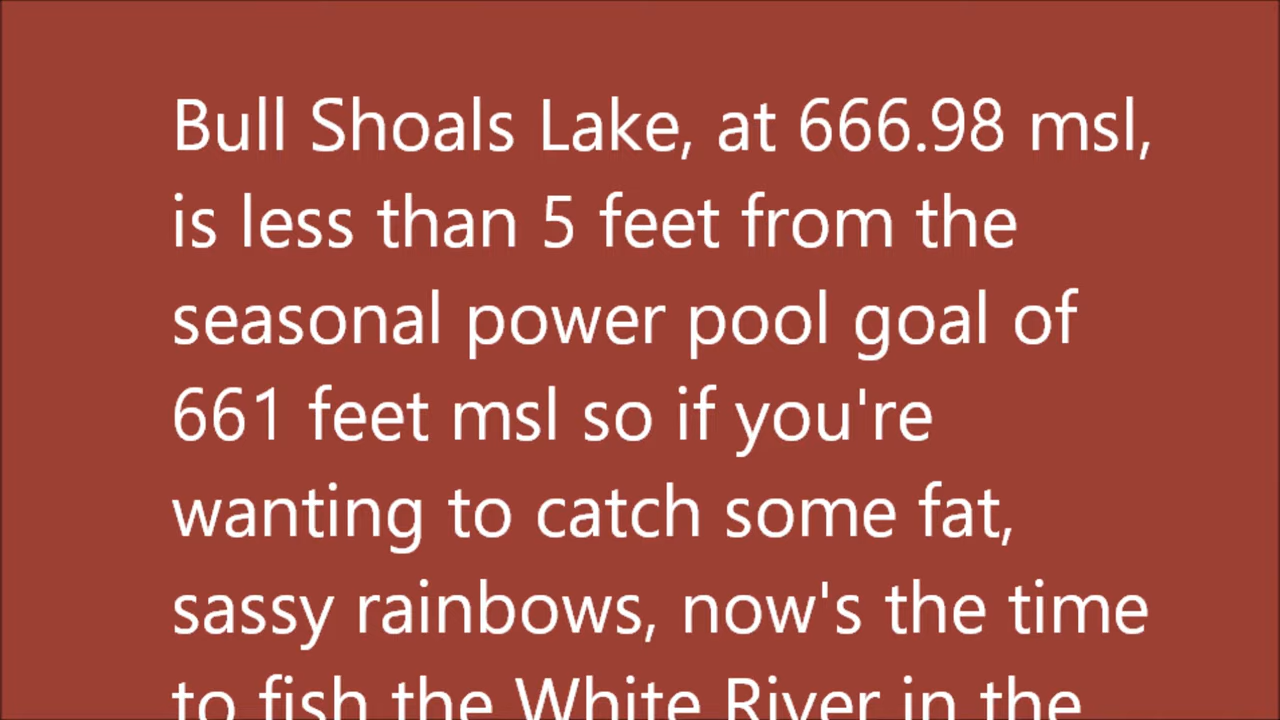 Bull Shoals Lake, at 666.98 msl,
is less than 5 feet from the
seasonal power pool goal of
661 feet msl so if you're
wanting to catch some fat,
sassy rainbows, now's the time
to fish the White River in the